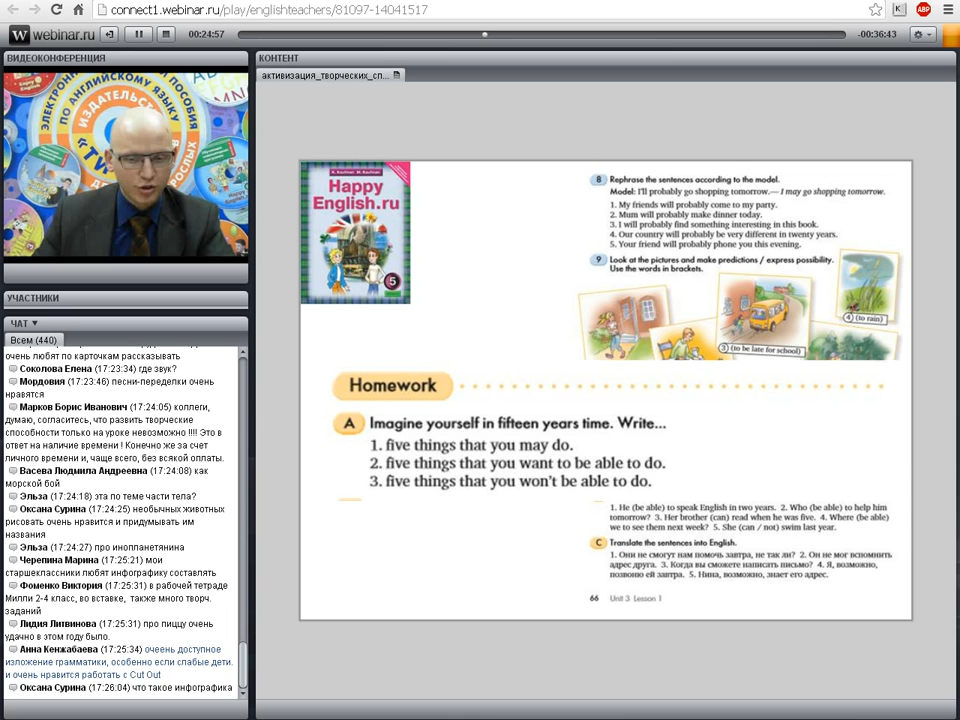 connect1.webinar.ru/play/englishteachers/81097-14041517
K
ABP
W webinar.ru
00:24:57
-00:36:43
ВИДЕОКОНФЕРЕНЦИЯ
ЭЛЕКТРОННЫЕ ПОСОБИЯ
ПО АНГЛИЙСКОМУ ЯЗЫКУ
ИЗДАТЕЛЬСТВО
УЧАСТНИКИ
ЧАТ ▼
Всем (440)
очень любят по карточкам рассказывать
Соколова Елена (17:23:34) где звук?
Мордовия (17:23:46) песни-переделки очень
нравятся
Марков Борис Иванович (17:24:05) коллеги,
думаю, согласитесь, что развить творческие
способности только на уроке невозможно !!!! Это в
ответ на наличие времени ! Конечно же за счет
личного времени и, чаще всего, без всякой оплаты.
Васева Людмила Андреевна (17:24:08) как
морской бой
Эльза (17:24:18) эта по теме части тела?
Оксана Сурина (17:24:25) необычных животных
рисовать очень нравится и придумывать им
названия
Эльза (17:24:27) про инопланетянина
Черепина Марина (17:25:21) мои
старшеклассники любят инфографику составлять
Фоменко Виктория (17:25:31) в рабочей тетраде
Милли 2-4 класс, во вставке, также много творч.
заданий
Лидия Литвинова (17:25:31) про пиццу очень
удачно в этом году было.
Анна Кенжабаева (17:25:34) очеень доступное
изложение грамматики, особенно если слабые дети.
и очень нравится работать с Cut Out
Оксана Сурина (17:26:04) что такое инфографика
КОНТЕНТ
активизация_творческих_сп...
Happy
English.ru
5
8 Rephrase the sentences according to the model.
Model: I'll probably go shopping tomorrow.— I may go shopping tomorrow.
1. My friends will probably come to my party.
2. Mum will probably make dinner today.
3. I will probably find something interesting in this book.
4. Our country will probably be very different in twenty years.
5. Your friend will probably phone you this evening.
9 Look at the pictures and make predictions / express possibility.
Use the words in brackets.
4) (to rain)
3) (to be late for school)
Homework
A Imagine yourself in fifteen years time. Write...
1. five things that you may do.
2. five things that you want to be able to do.
3. five things that you won't be able to do.
1. He (be able) to speak English in two years. 2. Who (be able) to help him
tomorrow? 3. Her brother (can) read when he was five. 4. Where (be able)
we to see them next week? 5. She (can / not) swim last year.
C Translate the sentences into English.
1. Они не смогут нам помочь завтра, не так ли? 2. Он не мог вспомнить
адрес друга. 3. Когда вы сможете написать письмо? 4. Я, возможно,
позвоню ей завтра. 5. Нина, возможно, знает его адрес.
66 Unit 3 Lesson 1